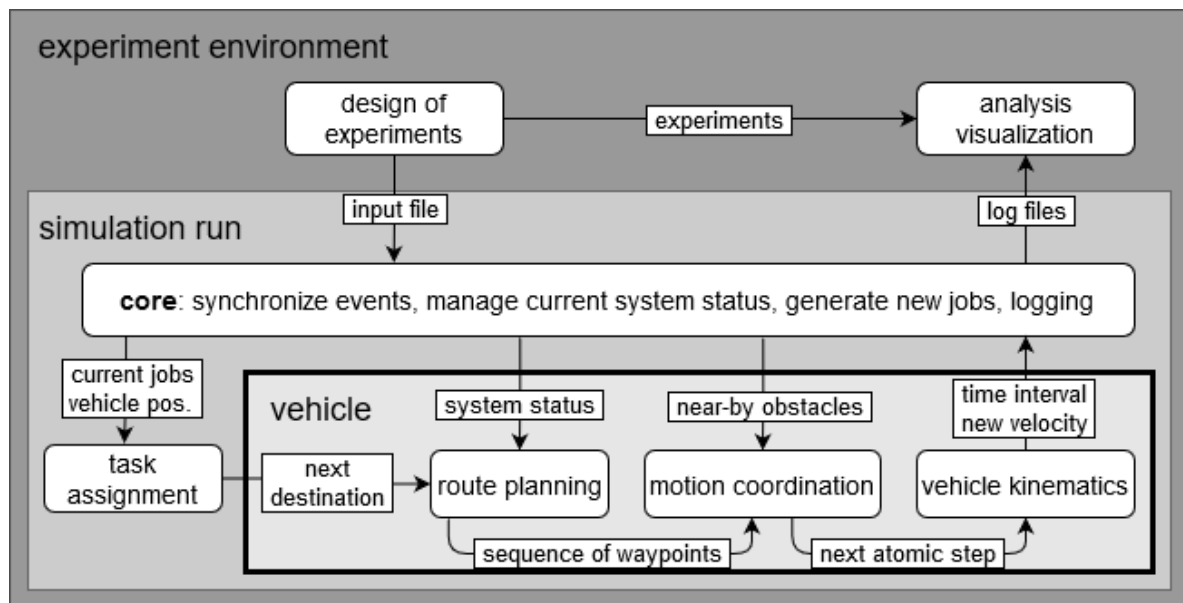 experiment environment
design of
experiments
experiments
analysis
visualization
input file
log files
simulation run
core: synchronize events, manage current system status, generate new jobs, logging
current jobs
vehicle pos.
vehicle
system status
near-by obstacles
time interval
new velocity
task
assignment
next
destination
route planning
motion coordination
vehicle kinematics
sequence of waypoints
next atomic step